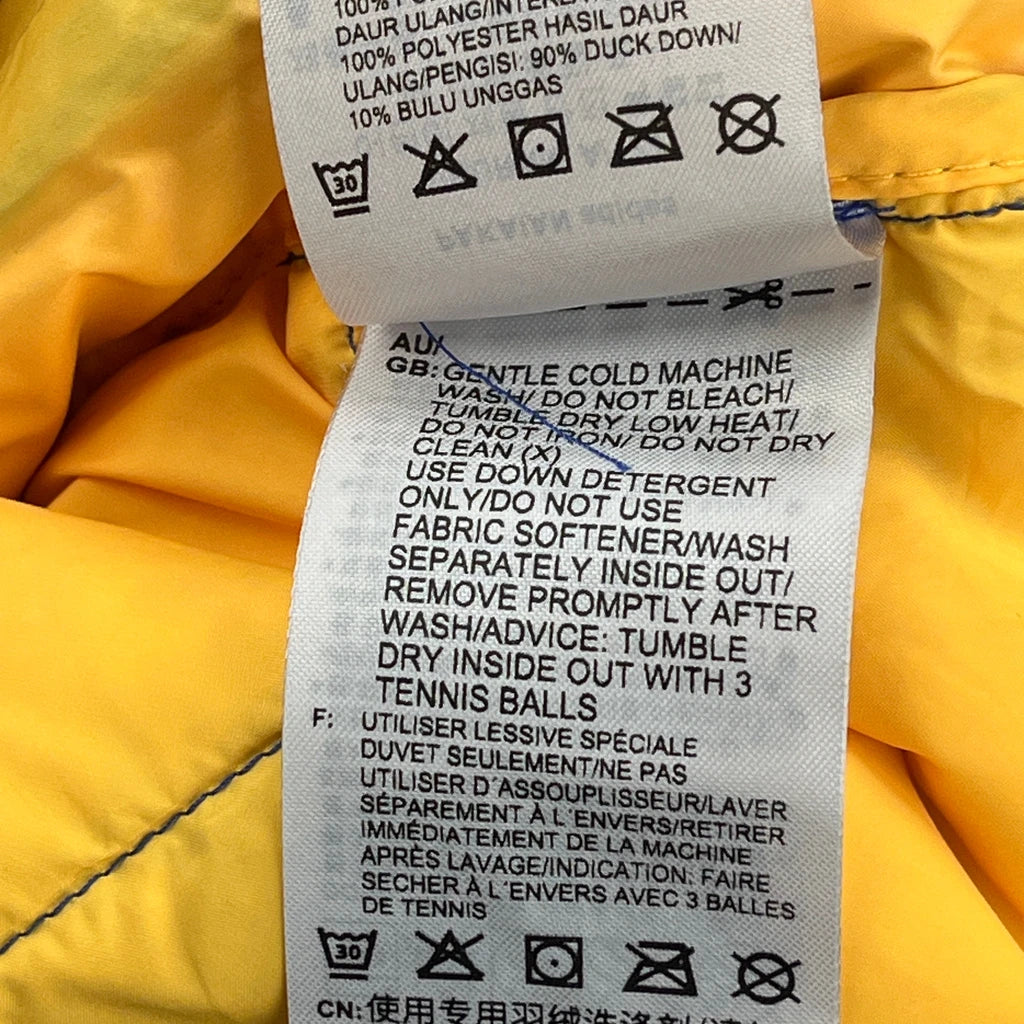 100%
DAUR ULANG/
100% POLYESTER HASIL DAUR
ULANG/PENGISI: 90% DUCK DOWN/
10% BULU UNGGAS
30
PAKAIAN adidas
AU/
GB: GENTLE COLD MACHINE
WASH/ DO NOT BLEACH/
TUMBLE DRY LOW HEAT/
DO NOT IRON/ DO NOT DRY
CLEAN (X)
USE DOWN DETERGENT
ONLY/DO NOT USE
FABRIC SOFTENER/WASH
SEPARATELY INSIDE OUT/
REMOVE PROMPTLY AFTER
WASH/ADVICE: TUMBLE
DRY INSIDE OUT WITH 3
TENNIS BALLS
F: UTILISER LESSIVE SPÉCIALE
DUVET SEULEMENT/NE PAS
UTILISER D´ASSOUPLISSEUR/LAVER
SÉPAREMENT À L´ENVERS/RETIRER
IMMÉDIATEMENT DE LA MACHINE
APRÈS LAVAGE/INDICATION: FAIRE
SECHER À L´ENVERS AVEC 3 BALLES
DE TENNIS
30
CN: 使用专用羽绒洗涤剂/